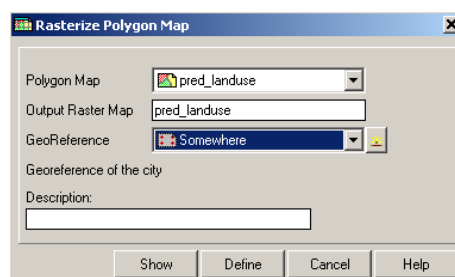 Rasterize Polygon Map
Polygon Map pred_landuse
Output Raster Map pred_landuse
GeoReference Somewhere
Georeference of the city
Description:
Show Define Cancel Help